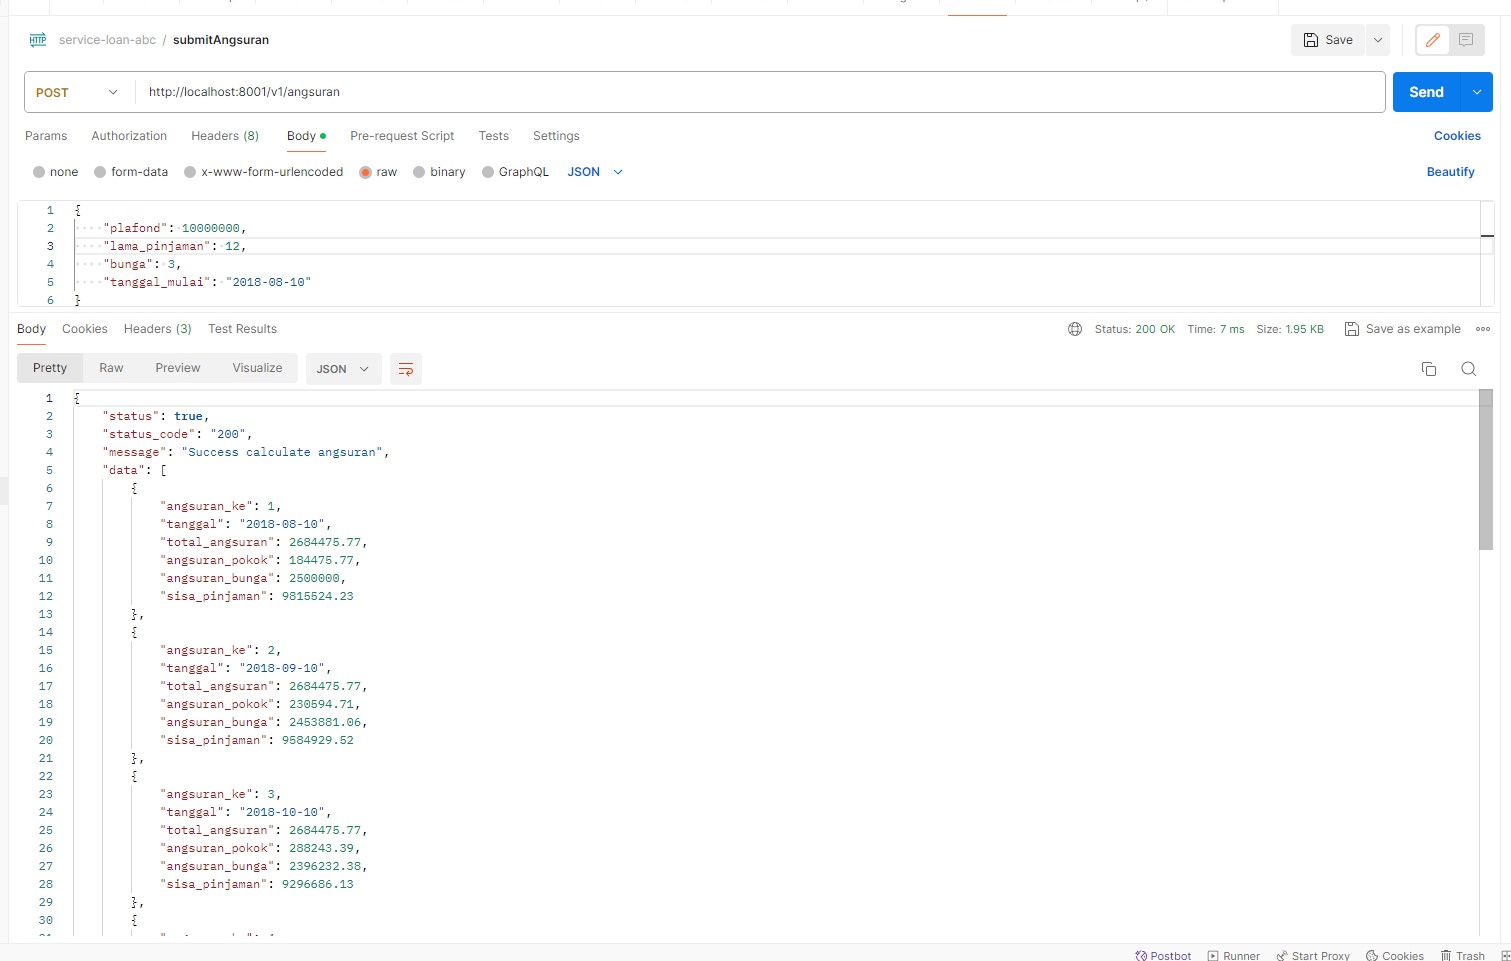 HTTP service-loan-abc / submitAngsuran Save
POST http://localhost:8001/v1/angsuran Send
Params Authorization Headers (8) Body Pre-request Script Tests Settings Cookies
none form-data x-www-form-urlencoded raw binary GraphQL JSON Beautify
1 {
2 "plafond": 10000000,
3 "lama_pinjaman": 12,
4 "bunga": 3,
5 "tanggal_mulai": "2018-08-10"
6 }
Body Cookies Headers (3) Test Results Status: 200 OK Time: 7 ms Size: 1.95 KB Save as example
Pretty Raw Preview Visualize JSON
1 {
2 "status": true,
3 "status_code": "200",
4 "message": "Success calculate angsuran",
5 "data": [
6 {
7 "angsuran_ke": 1,
8 "tanggal": "2018-08-10",
9 "total_angsuran": 2684475.77,
10 "angsuran_pokok": 184475.77,
11 "angsuran_bunga": 2500000,
12 "sisa_pinjaman": 9815524.23
13 },
14 {
15 "angsuran_ke": 2,
16 "tanggal": "2018-09-10",
17 "total_angsuran": 2684475.77,
18 "angsuran_pokok": 230594.71,
19 "angsuran_bunga": 2453881.06,
20 "sisa_pinjaman": 9584929.52
21 },
22 {
23 "angsuran_ke": 3,
24 "tanggal": "2018-10-10",
25 "total_angsuran": 2684475.77,
26 "angsuran_pokok": 288243.39,
27 "angsuran_bunga": 2396232.38,
28 "sisa_pinjaman": 9296686.13
29 },
30 {
Postbot Runner Start Proxy Cookies Trash